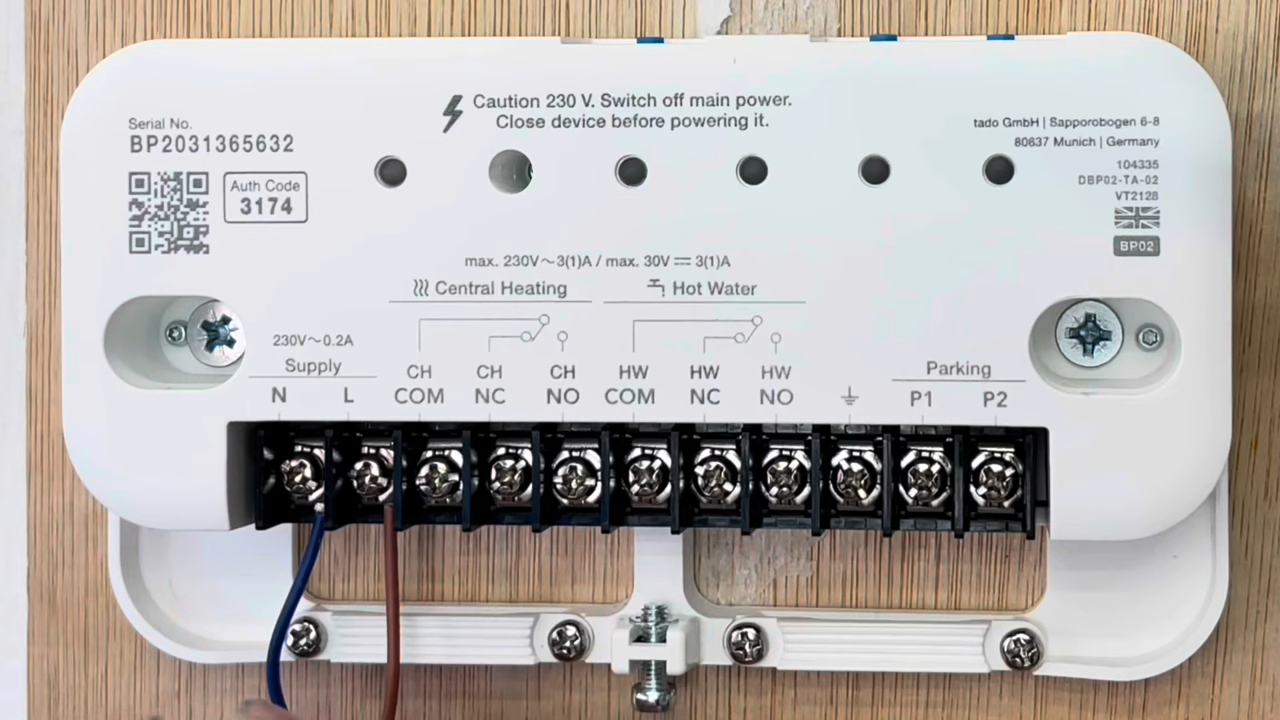 Caution 230 V. Switch off main power.
Close device before powering it.
Serial No.
BP2031365632
Auth Code
3174
tado GmbH | Sapporobogen 6-8
80637 Munich | Germany
104335
DBP02-TA-02
VT2128
BP02
max. 230V～3(1)A / max. 30V ⎓ 3(1)A
Central Heating
Hot Water
230V～0.2A
Supply
N L
CH COM
CH NC
CH NO
HW COM
HW NC
HW NO
Parking
P1 P2